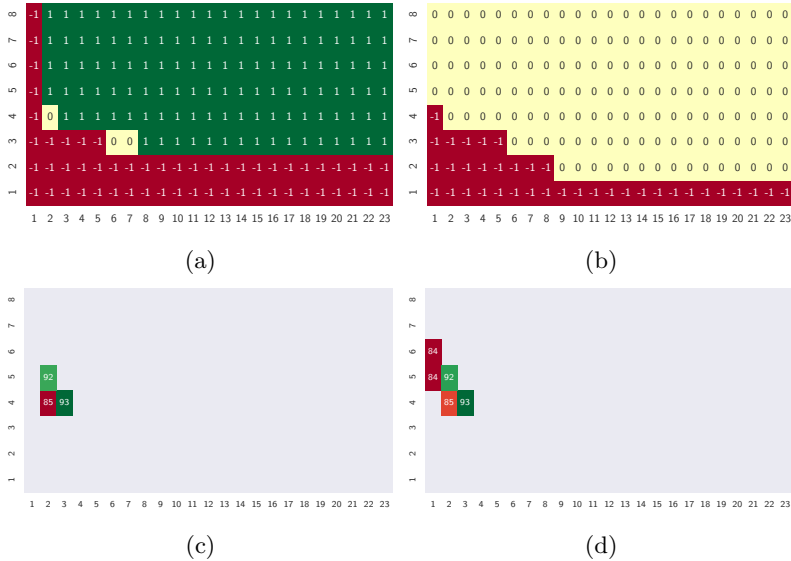 8 -1 1 1 1 1 1 1 1 1 1 1 1 1 1 1 1 1 1 1 1 1 1 1
7 -1 1 1 1 1 1 1 1 1 1 1 1 1 1 1 1 1 1 1 1 1 1 1
6 -1 1 1 1 1 1 1 1 1 1 1 1 1 1 1 1 1 1 1 1 1 1 1
5 -1 1 1 1 1 1 1 1 1 1 1 1 1 1 1 1 1 1 1 1 1 1 1
4 -1 0 1 1 1 1 1 1 1 1 1 1 1 1 1 1 1 1 1 1 1 1 1
3 -1 -1 -1 -1 -1 0 0 1 1 1 1 1 1 1 1 1 1 1 1 1 1 1 1
2 -1 -1 -1 -1 -1 -1 -1 -1 -1 -1 -1 -1 -1 -1 -1 -1 -1 -1 -1 -1 -1 -1 -1
1 -1 -1 -1 -1 -1 -1 -1 -1 -1 -1 -1 -1 -1 -1 -1 -1 -1 -1 -1 -1 -1 -1 -1
1 2 3 4 5 6 7 8 9 10 11 12 13 14 15 16 17 18 19 20 21 22 23
(a)
8 0 0 0 0 0 0 0 0 0 0 0 0 0 0 0 0 0 0 0 0 0 0 0
7 0 0 0 0 0 0 0 0 0 0 0 0 0 0 0 0 0 0 0 0 0 0 0
6 0 0 0 0 0 0 0 0 0 0 0 0 0 0 0 0 0 0 0 0 0 0 0
5 0 0 0 0 0 0 0 0 0 0 0 0 0 0 0 0 0 0 0 0 0 0 0
4 -1 0 0 0 0 0 0 0 0 0 0 0 0 0 0 0 0 0 0 0 0 0 0
3 -1 -1 -1 -1 -1 0 0 0 0 0 0 0 0 0 0 0 0 0 0 0 0 0 0
2 -1 -1 -1 -1 -1 -1 -1 -1 0 0 0 0 0 0 0 0 0 0 0 0 0 0 0
1 -1 -1 -1 -1 -1 -1 -1 -1 -1 -1 -1 -1 -1 -1 -1 -1 -1 -1 -1 -1 -1 -1 -1
1 2 3 4 5 6 7 8 9 10 11 12 13 14 15 16 17 18 19 20 21 22 23
(b)
8
7
6
5 92
4 85 93
3
2
1
1 2 3 4 5 6 7 8 9 10 11 12 13 14 15 16 17 18 19 20 21 22 23
(c)
8
7
6 84
5 84 92
4 85 93
3
2
1
1 2 3 4 5 6 7 8 9 10 11 12 13 14 15 16 17 18 19 20 21 22 23
(d)